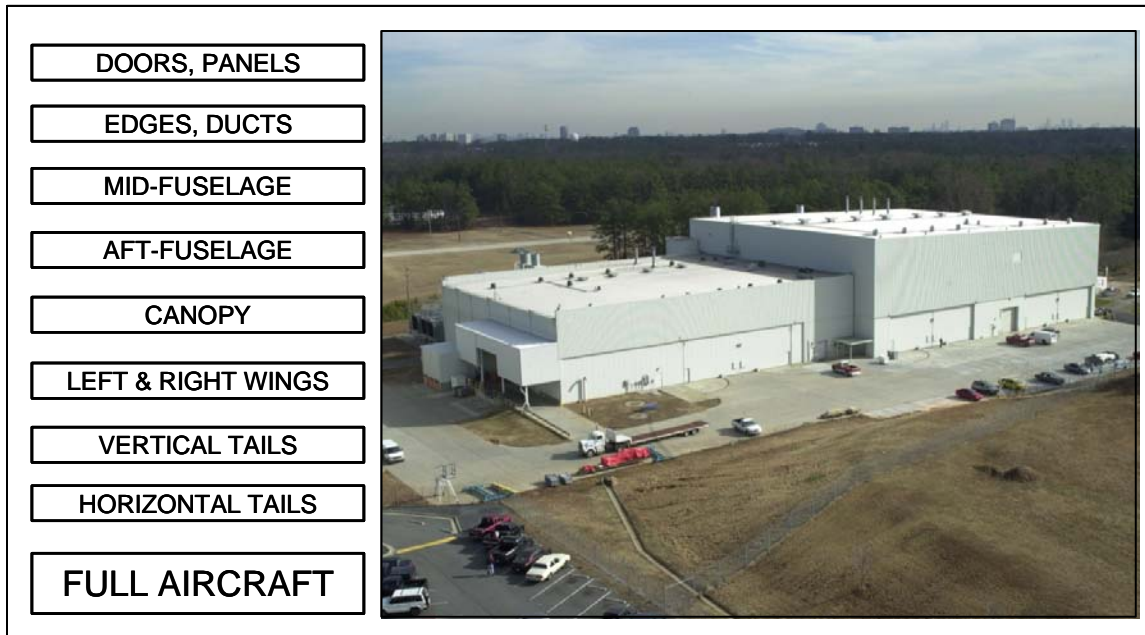 DOORS, PANELS
EDGES, DUCTS
MID-FUSELAGE
AFT-FUSELAGE
CANOPY
LEFT & RIGHT WINGS
VERTICAL TAILS
HORIZONTAL TAILS
FULL AIRCRAFT